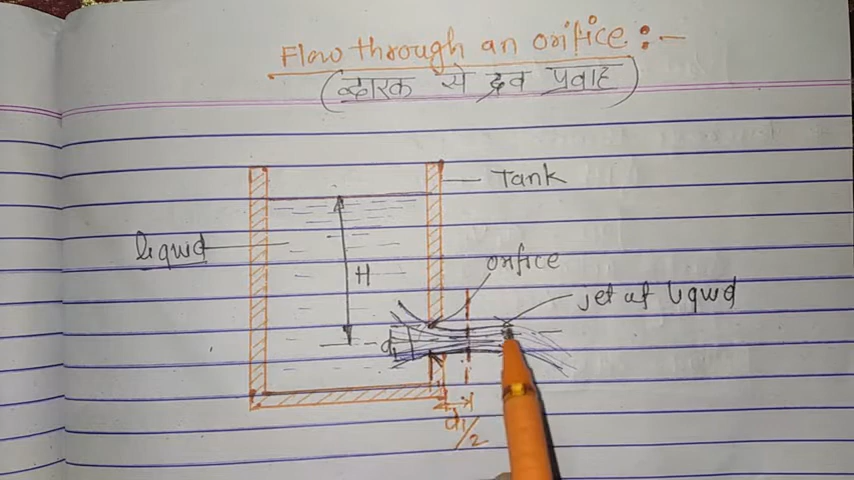 Flow through an orifice :-
(द्वारक से द्रव प्रवाह)
Tank
liquid
orifice
H
jet of liquid
d
d/2